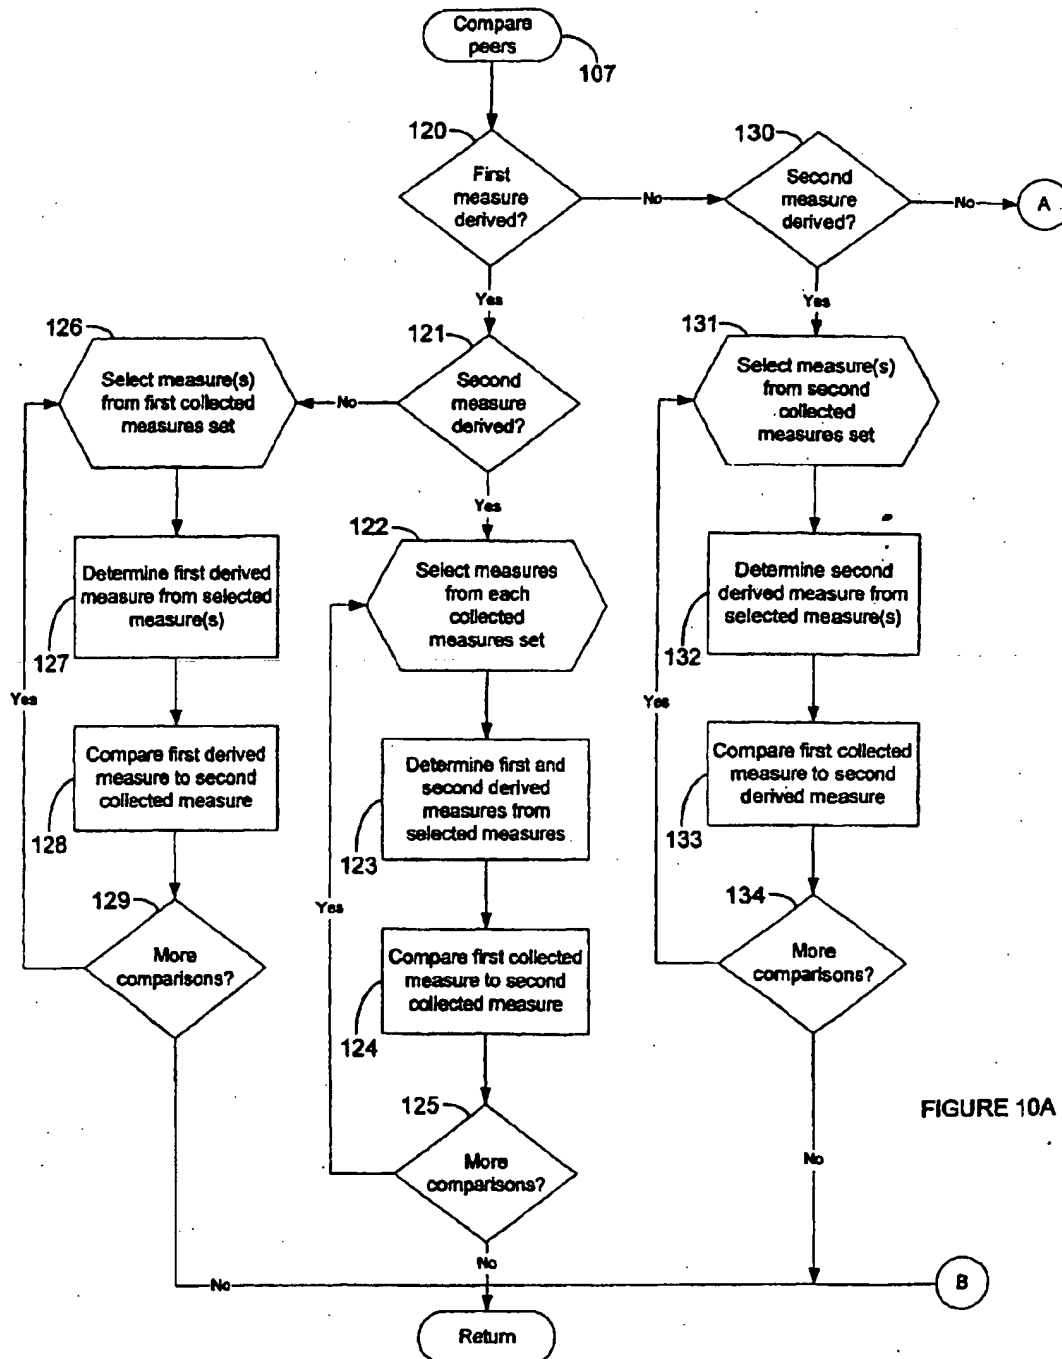 Compare
peers
107
120
First
measure
derived?
No
130
Second
measure
derived?
No
A
Yes
Yes
126
Select measure(s)
from first collected
measures set
No
121
Second
measure
derived?
131
Select measure(s)
from second
collected
measures set
Yes
122
Select measures
from each
collected
measures set
Determine first derived
measure from selected
measure(s)
127
Determine second
derived measure from
selected measure(s)
132
Yes
Yes
Compare first derived
measure to second
collected measure
128
Determine first and
second derived
measures from
selected measures
123
Compare first collected
measure to second
derived measure
133
129
More
comparisons?
Yes
Compare first collected
measure to second
collected measure
124
134
More
comparisons?
125
More
comparisons?
FIGURE 10A
No
No
No
B
Return